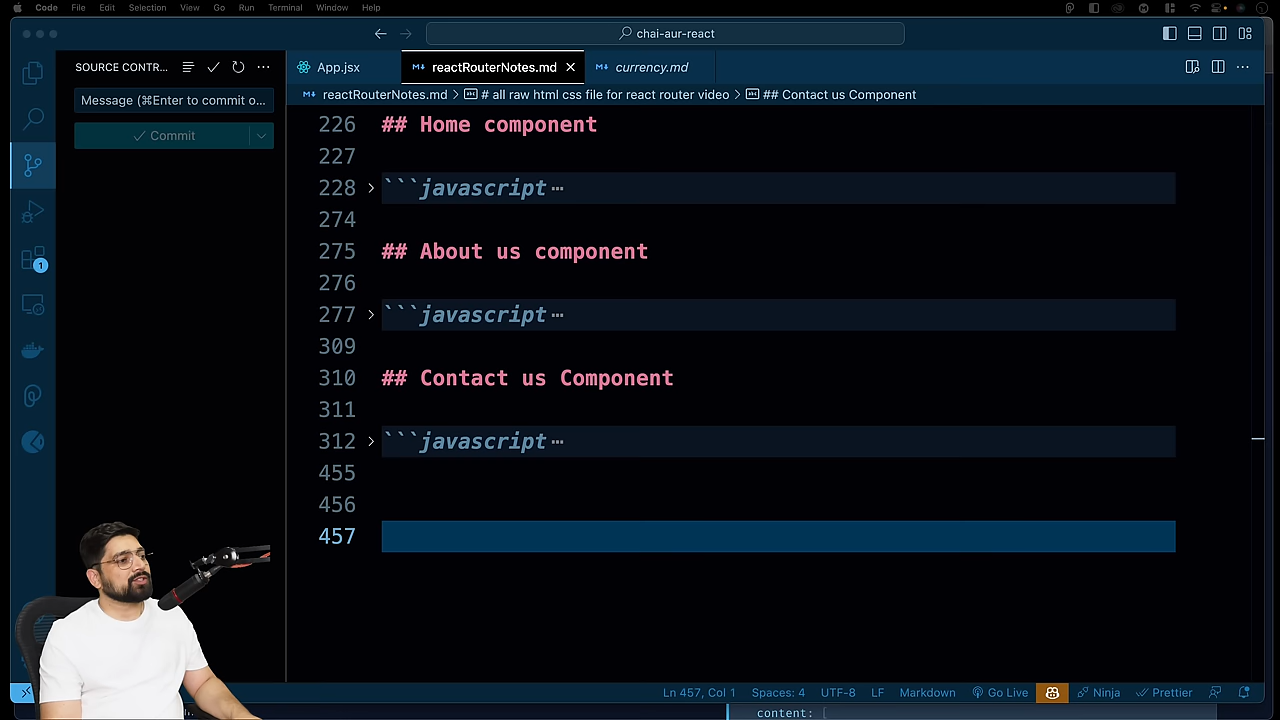 Code File Edit Selection View Go Run Terminal Window Help
chai-aur-react
SOURCE CONTR...
App.jsx
reactRouterNotes.md
currency.md
Message (⌘Enter to commit o...
Commit
reactRouterNotes.md > # all raw html css file for react router video > ## Contact us Component
226 ## Home component
227
228 ```javascript⋯
274
275 ## About us component
276
277 ```javascript⋯
309
310 ## Contact us Component
311
312 ```javascript⋯
455
456
457
1
Ln 457, Col 1 Spaces: 4 UTF-8 LF Markdown Go Live Ninja Prettier
content: [